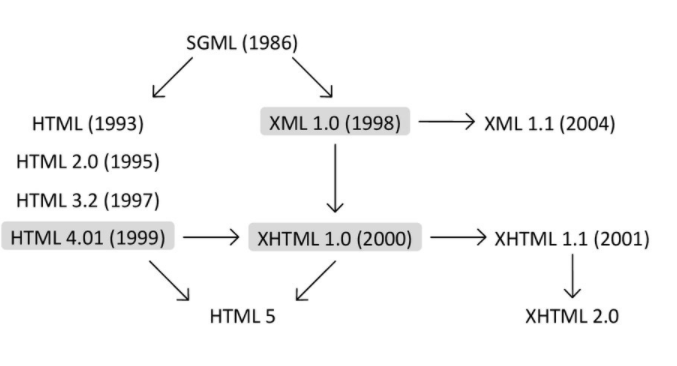 SGML (1986)
HTML (1993)
XML 1.0 (1998)
XML 1.1 (2004)
HTML 2.0 (1995)
HTML 3.2 (1997)
HTML 4.01 (1999)
XHTML 1.0 (2000)
XHTML 1.1 (2001)
HTML 5
XHTML 2.0